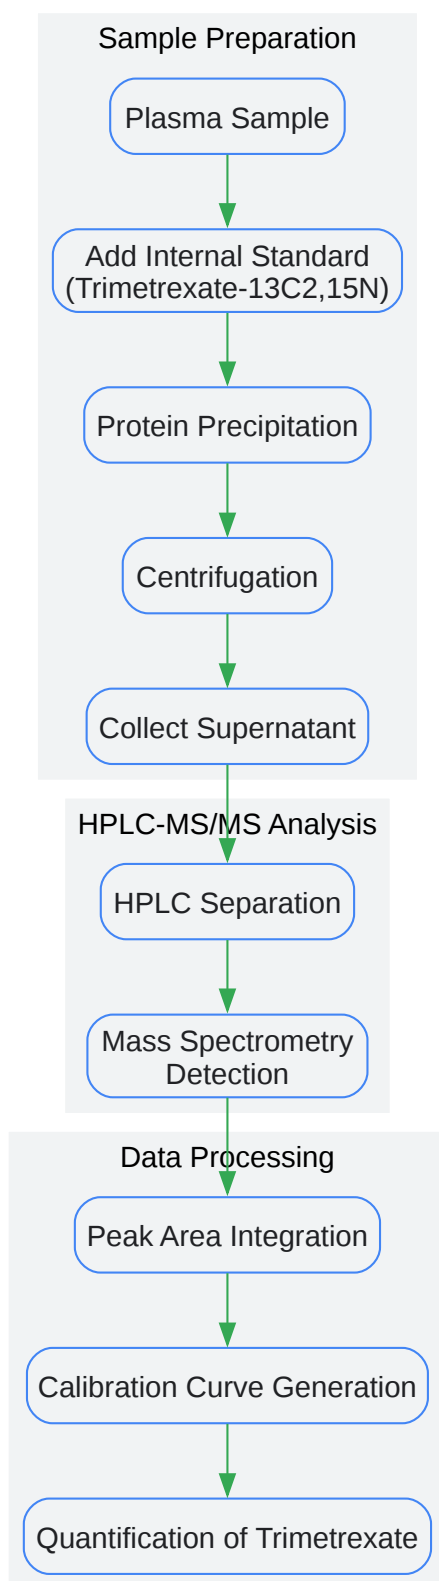 Sample Preparation
Plasma Sample
Add Internal Standard
(Trimetrexate-13C2,15N)
Protein Precipitation
Centrifugation
Collect Supernatant
HPLC-MS/MS Analysis
HPLC Separation
Mass Spectrometry
Detection
Data Processing
Peak Area Integration
Calibration Curve Generation
Quantification of Trimetrexate